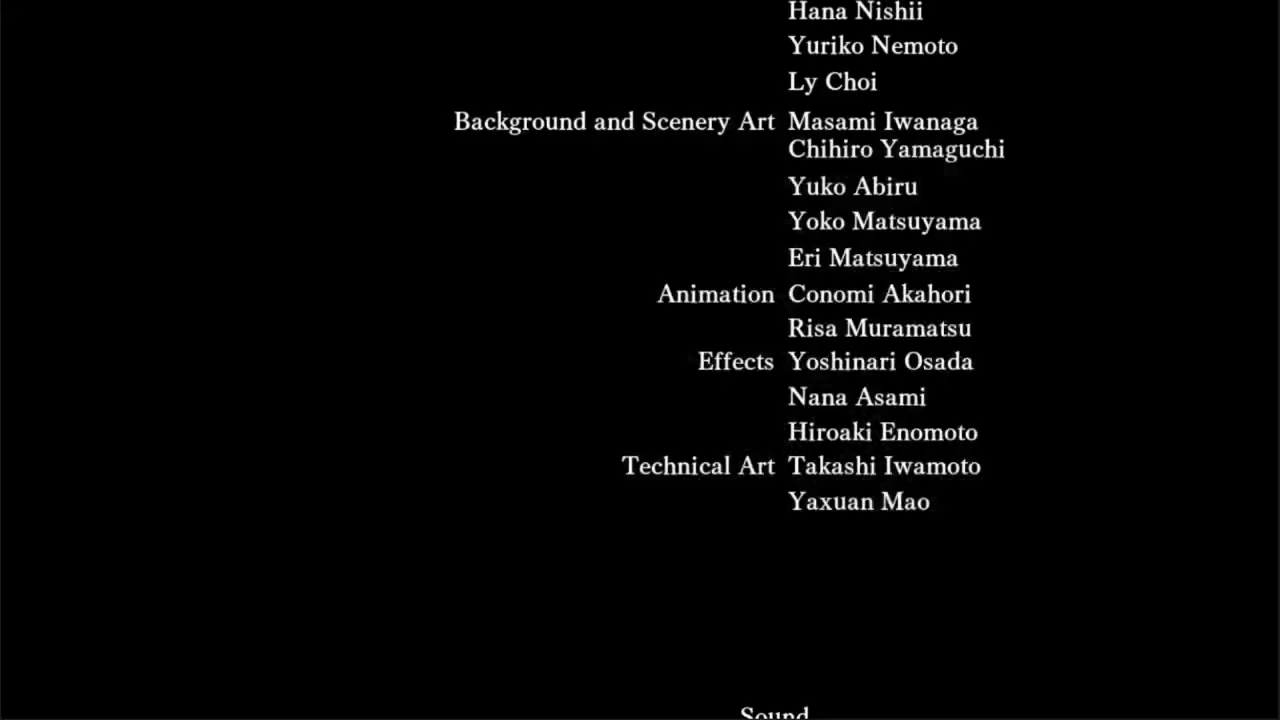 Hana Nishii
Yuriko Nemoto
Ly Choi
Background and Scenery Art Masami Iwanaga
Chihiro Yamaguchi
Yuko Abiru
Yoko Matsuyama
Eri Matsuyama
Animation Conomi Akahori
Risa Muramatsu
Effects Yoshinari Osada
Nana Asami
Hiroaki Enomoto
Technical Art Takashi Iwamoto
Yaxuan Mao
Sound